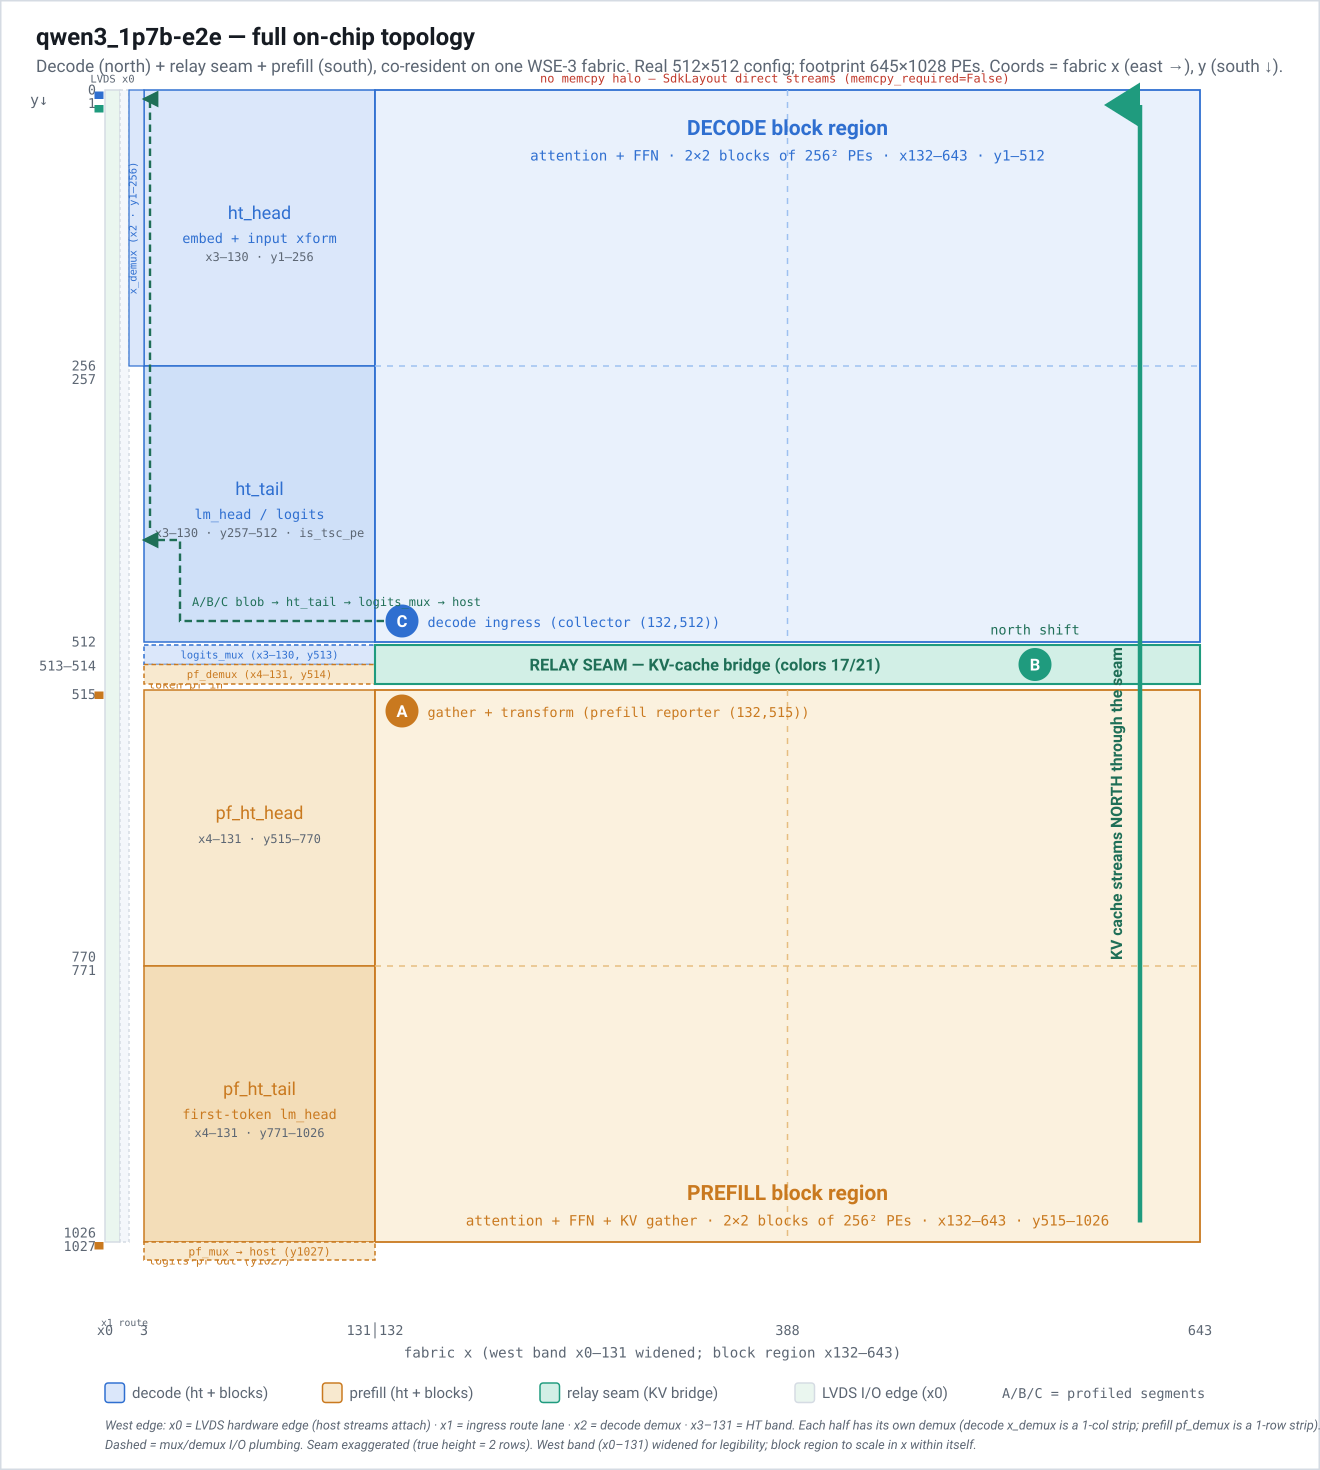 qwen3_1p7b-e2e — full on-chip topology
Decode (north) + relay seam + prefill (south), co-resident on one WSE-3 fabric. Real 512×512 config; footprint 645×1028 PEs. Coords = fabric x (east →), y (south ↓).
LVDS x0
no memcpy halo — SdkLayout direct streams (memcpy_required=False)
y↓
0
1
DECODE block region
attention + FFN · 2×2 blocks of 256² PEs · x132–643 · y1–512
x_demux (x2 · y1–256)
ht_head
embed + input xform
x3–130 · y1–256
256
257
ht_tail
lm_head / logits
x3–130 · y257–512 · is_tsc_pe
A/B/C blob → ht_tail → logits_mux → host
C
decode ingress (collector (132,512))
north shift
512
logits_mux (x3–130, y513)
513–514
RELAY SEAM — KV-cache bridge (colors 17/21)
B
pf_demux (x4–131, y514)
token_pf in
515
A
gather + transform (prefill reporter (132,515))
KV cache streams NORTH through the seam
pf_ht_head
x4–131 · y515–770
770
771
pf_ht_tail
first-token lm_head
x4–131 · y771–1026
PREFILL block region
attention + FFN + KV gather · 2×2 blocks of 256² PEs · x132–643 · y515–1026
1026
1027
pf_mux → host (y1027)
logits_pf out (y1027)
x1 route
x0
3
131|132
388
643
fabric x (west band x0–131 widened; block region x132–643)
decode (ht + blocks)
prefill (ht + blocks)
relay seam (KV bridge)
LVDS I/O edge (x0)
A/B/C = profiled segments
West edge: x0 = LVDS hardware edge (host streams attach) · x1 = ingress route lane · x2 = decode demux · x3–131 = HT band. Each half has its own demux (decode x_demux is a 1-col strip; prefill pf_demux is a 1-row strip).
Dashed = mux/demux I/O plumbing. Seam exaggerated (true height = 2 rows). West band (x0–131) widened for legibility; block region to scale in x within itself.